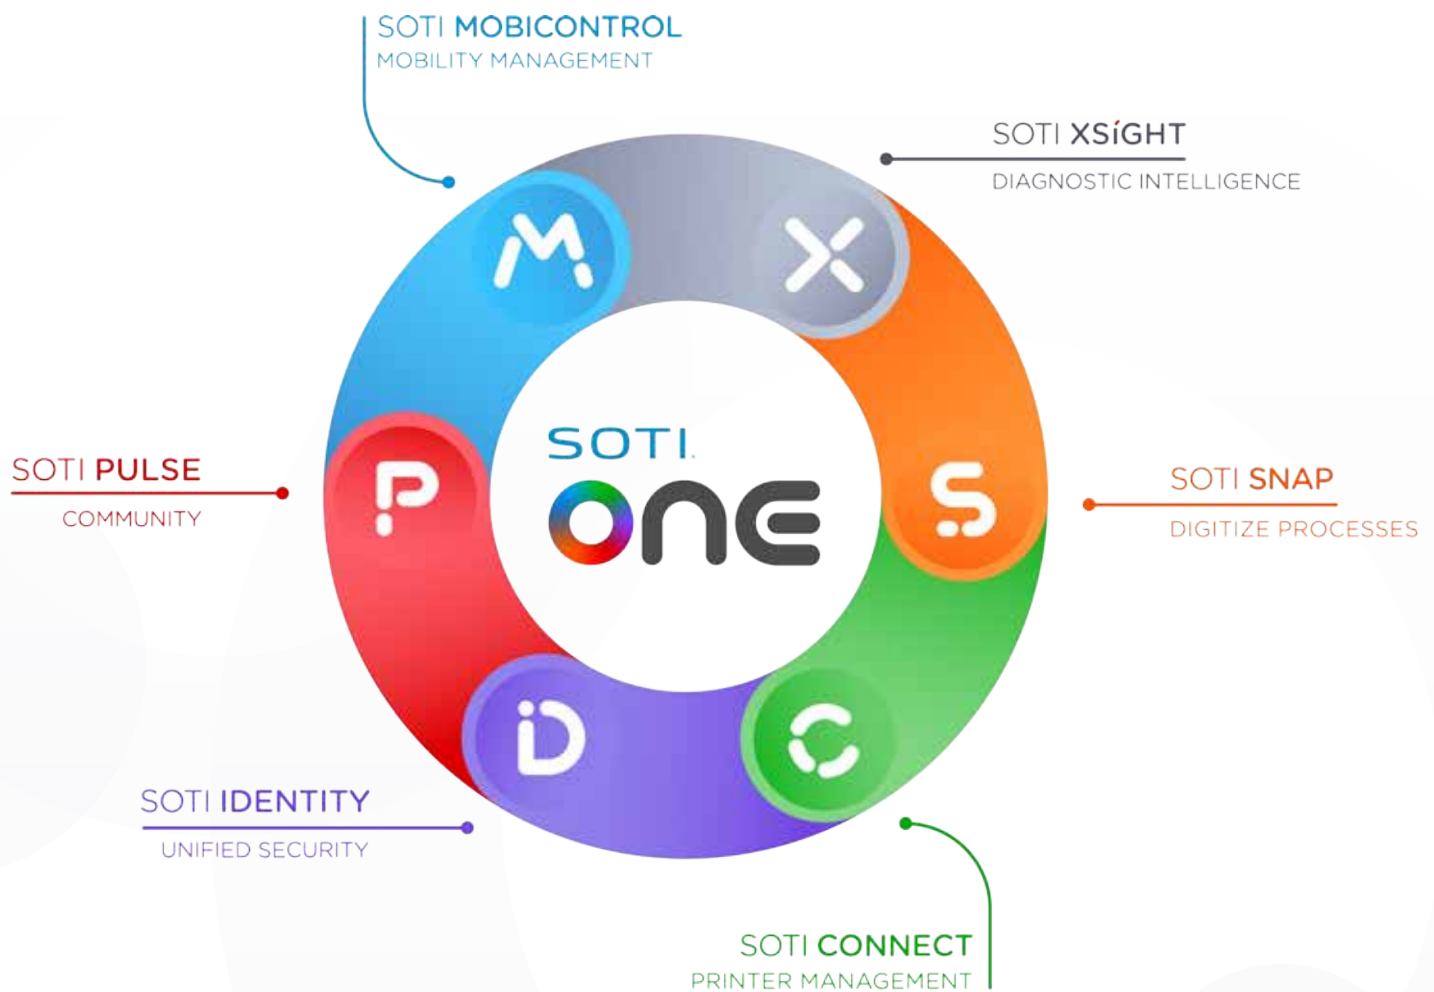 SOTI MOBICONTROL
MOBILITY MANAGEMENT
SOTI XSíGHT
DIAGNOSTIC INTELLIGENCE
M
X
SOTI.
ONE
P
S
SOTI PULSE
COMMUNITY
SOTI SNAP
DIGITIZE PROCESSES
iD
C
SOTI IDENTITY
UNIFIED SECURITY
SOTI CONNECT
PRINTER MANAGEMENT